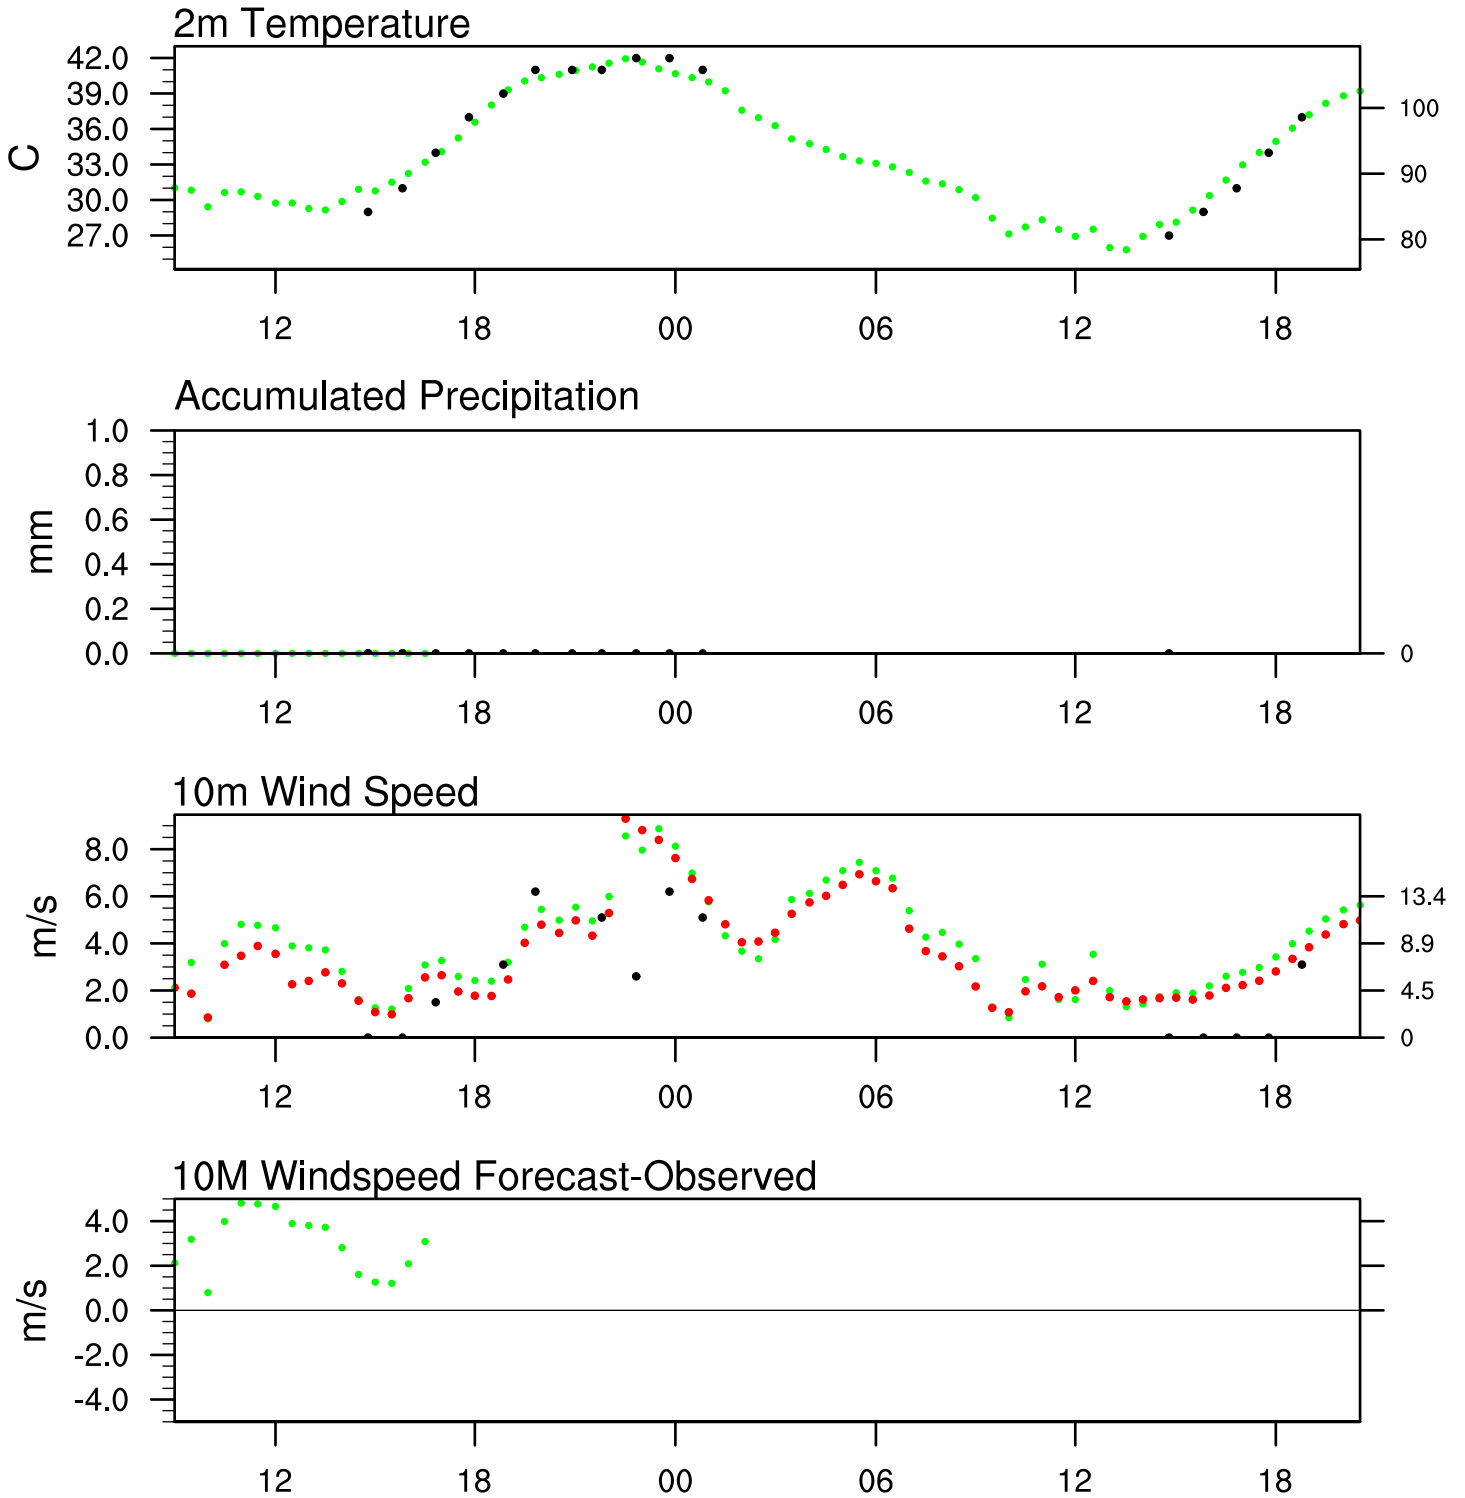 2m Temperature
42.0
39.0
36.0
33.0
30.0
27.0
C
100
90
80
12 18 00 06 12 18
Accumulated Precipitation
1.0
0.8
0.6
0.4
0.2
0.0
mm
0
12 18 00 06 12 18
10m Wind Speed
8.0
6.0
4.0
2.0
0.0
m/s
13.4
8.9
4.5
0
12 18 00 06 12 18
10M Windspeed Forecast-Observed
4.0
2.0
0.0
-2.0
-4.0
m/s
12 18 00 06 12 18